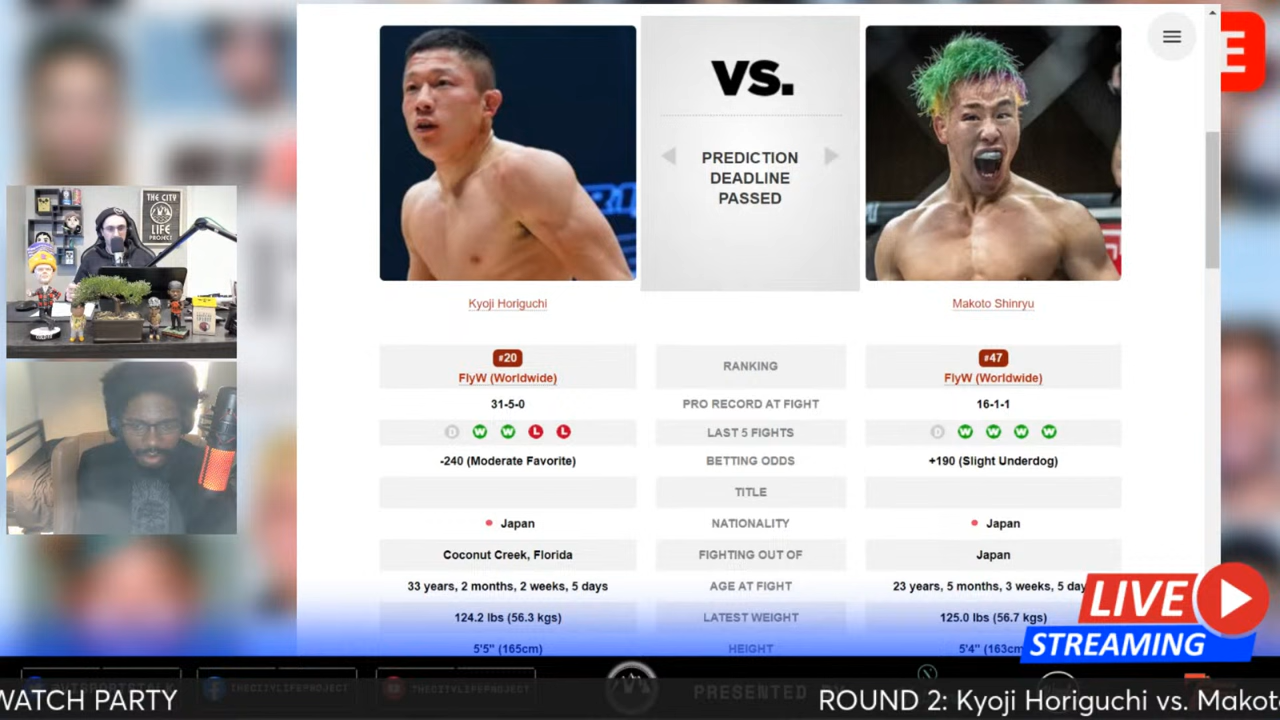 VS.
PREDICTION
DEADLINE
PASSED
Kyoji Horiguchi
Makoto Shinryu
#20
FlyW (Worldwide)
RANKING
#47
FlyW (Worldwide)
31-5-0
PRO RECORD AT FIGHT
16-1-1
D W W L L
LAST 5 FIGHTS
D W W W W
-240 (Moderate Favorite)
BETTING ODDS
+190 (Slight Underdog)
TITLE
Japan
NATIONALITY
Japan
Coconut Creek, Florida
FIGHTING OUT OF
Japan
33 years, 2 months, 2 weeks, 5 days
AGE AT FIGHT
23 years, 5 months, 3 weeks, 5 day
124.2 lbs (56.3 kgs)
LATEST WEIGHT
125.0 lbs (56.7 kgs)
5'5" (165cm)
HEIGHT
5'4" (163cm
THE CITY
LIFE
PROJECT
E
LIVE
STREAMING
THECITYLIFEPROJECT
THECITYLIFEPROJECT
PRESENTED BY
WATCH PARTY
ROUND 2: Kyoji Horiguchi vs. Makot